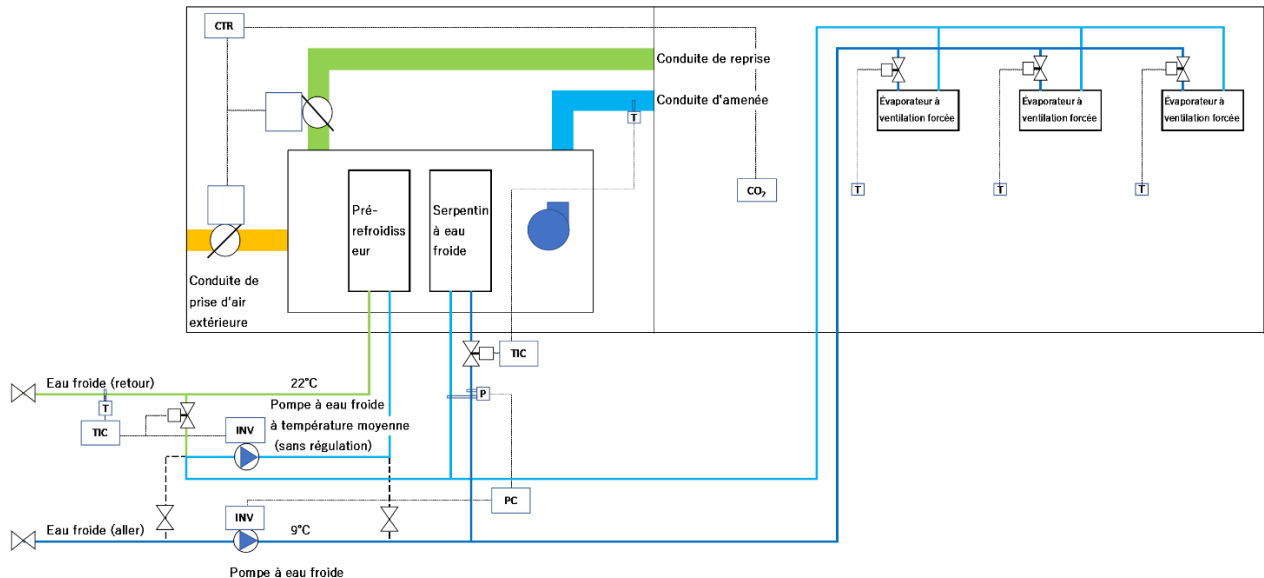 CTR
Conduite de reprise
Conduite d'amenée
T
CO₂
Évaporateur à
ventilation forcée
Évaporateur à
ventilation forcée
Évaporateur à
ventilation forcée
T
T
T
Pré-
refroidiss
eur
Serpentin
à eau
froide
Conduite de
prise d'air
extérieure
TIC
Eau froide (retour)
22°C
T
TIC
P
Pompe à eau froide
à température moyenne
(sans régulation)
INV
PC
INV
Eau froide (aller)
9°C
Pompe à eau froide